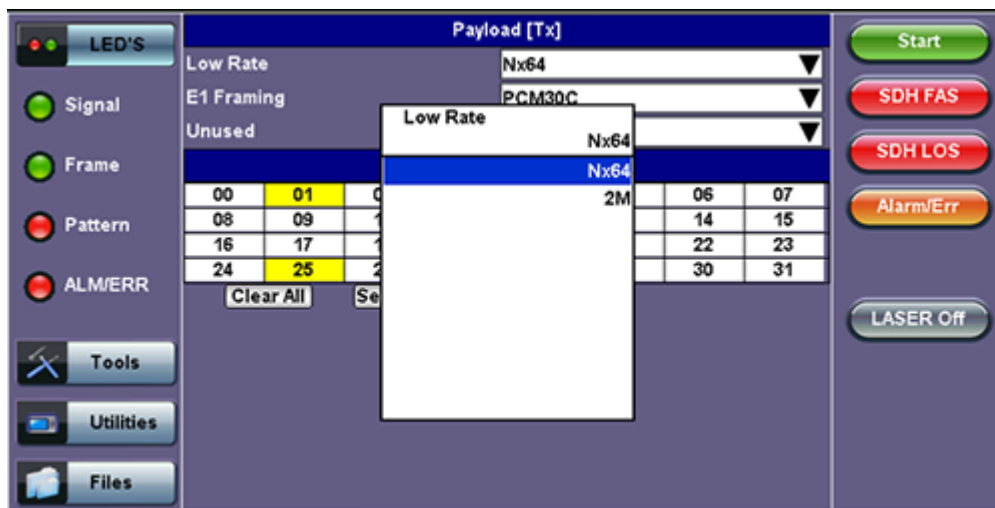 LED'S
Signal
Frame
Pattern
ALM/ERR
Tools
Utilities
Files
Payload [Tx]
Low Rate Nx64
E1 Framing PCM30C
Unused
Low Rate
Nx64
Nx64
2M
00 01 06 07
08 09 14 15
16 17 22 23
24 25 30 31
Clear All
Start
SDH FAS
SDH LOS
Alarm/Err
LASER Off